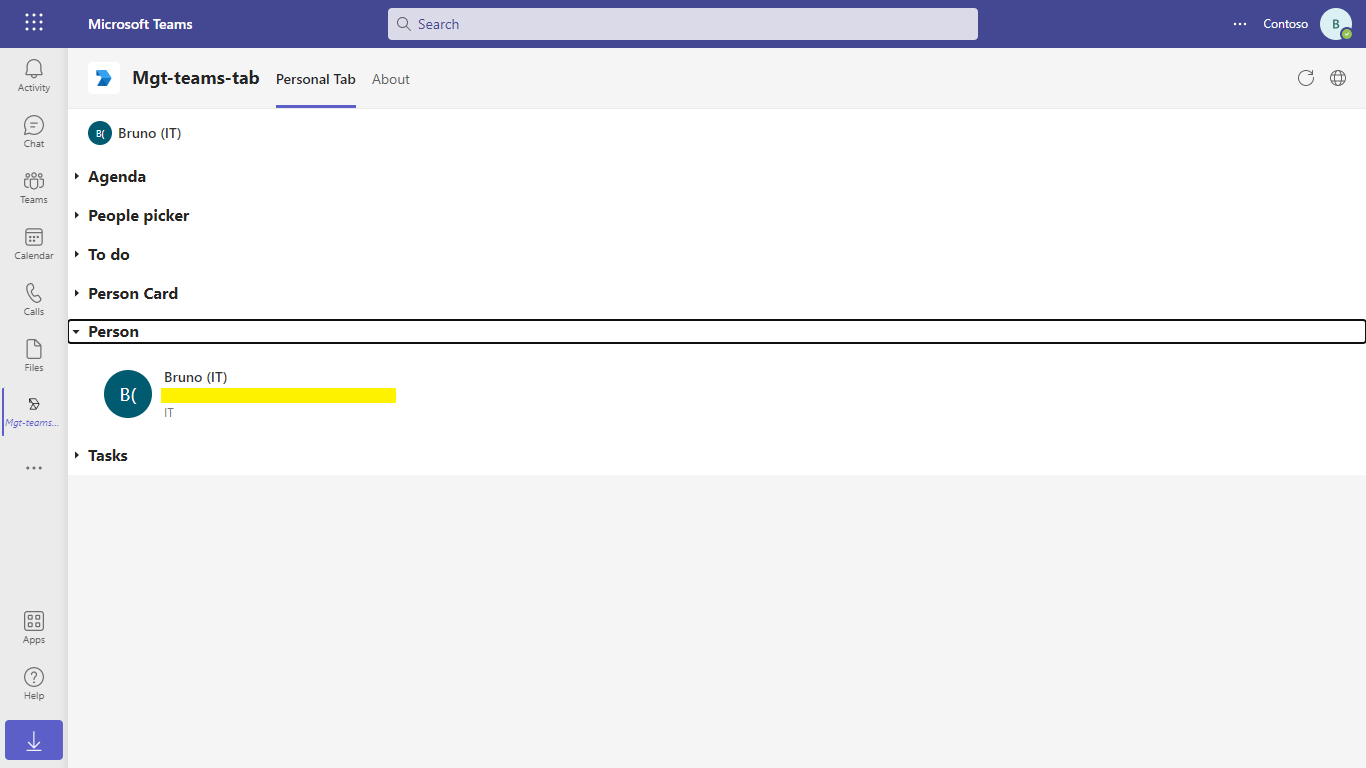 Microsoft Teams
Search
Contoso
B
Activity
Chat
Teams
Calendar
Calls
Files
Mgt-teams...
Apps
Help
Mgt-teams-tab
Personal Tab
About
B(
Bruno (IT)
Agenda
People picker
To do
Person Card
Person
B(
Bruno (IT)
IT
Tasks